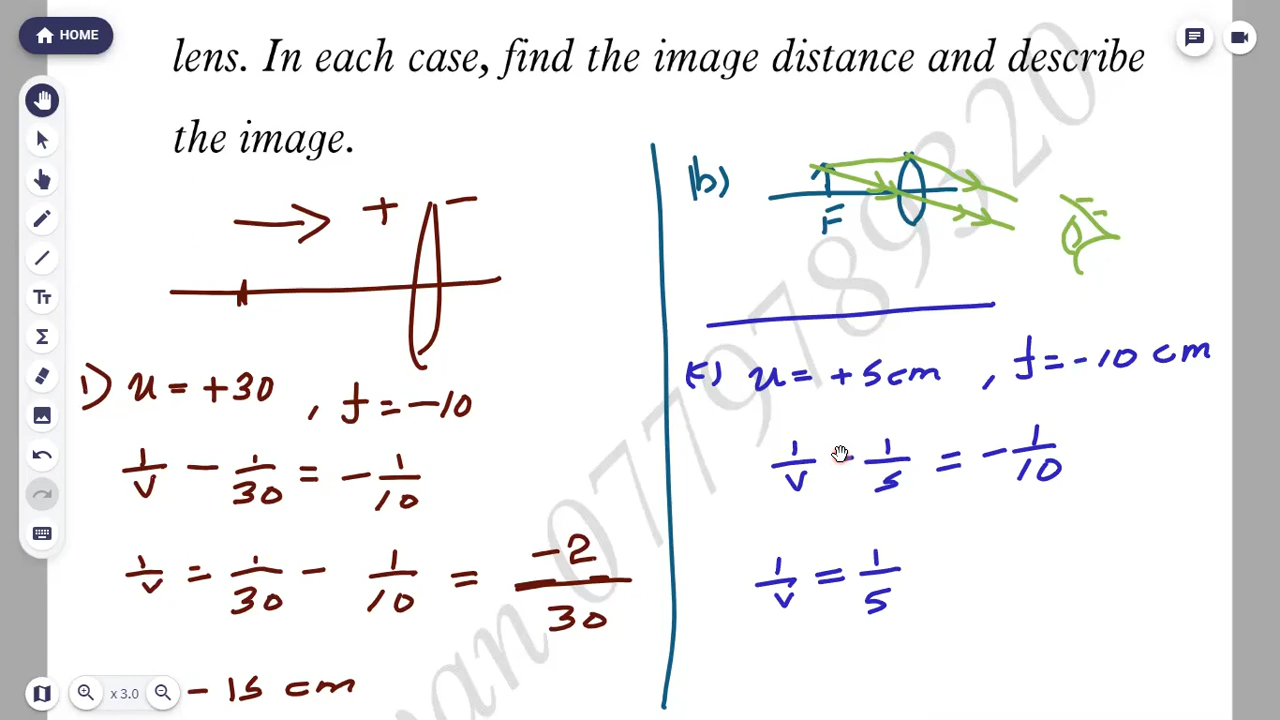 HOME
lens. In each case, find the image distance and describe
the image.
+ −
1) u = +30 , f = −10
1/v − 1/30 = − 1/10
1/v = 1/30 − 1/10 = −2/30
− 15 cm
(b)
F
(c) u = +5cm , f = −10 cm
1/v − 1/5 = − 1/10
1/v = 1/5
x 3.0
an 0779789320